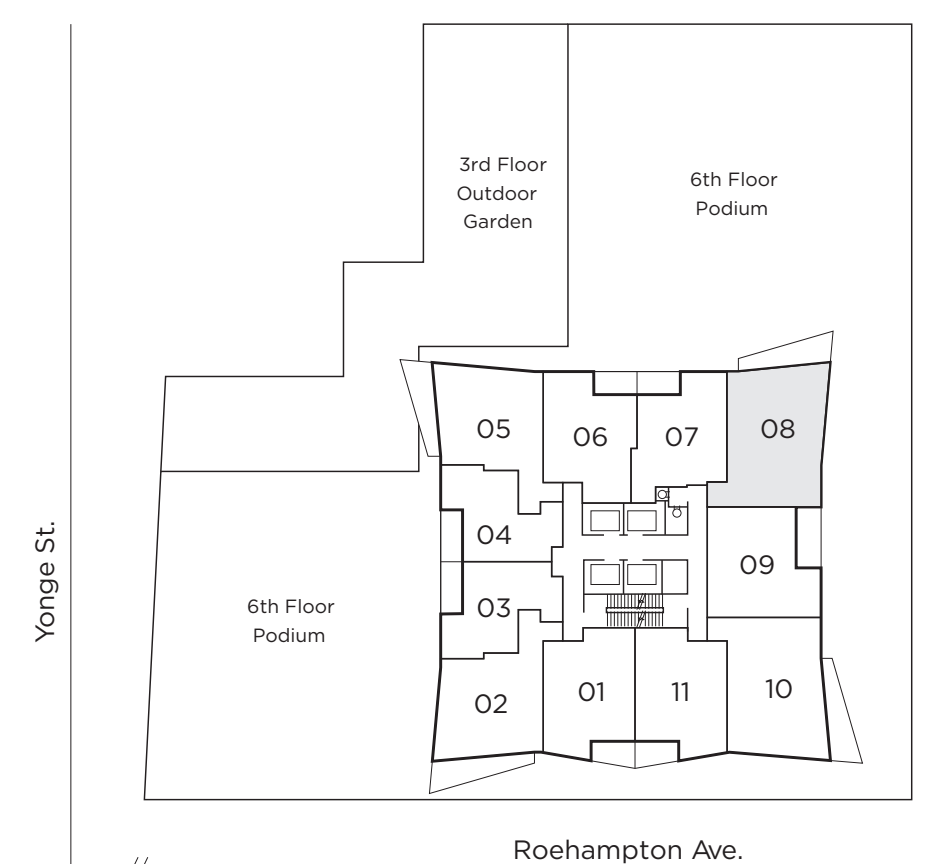 3rd Floor
Outdoor
Garden
6th Floor
Podium
05
06
07
08
04
09
03
02
01
11
10
6th Floor
Podium
Yonge St.
Roehampton Ave.